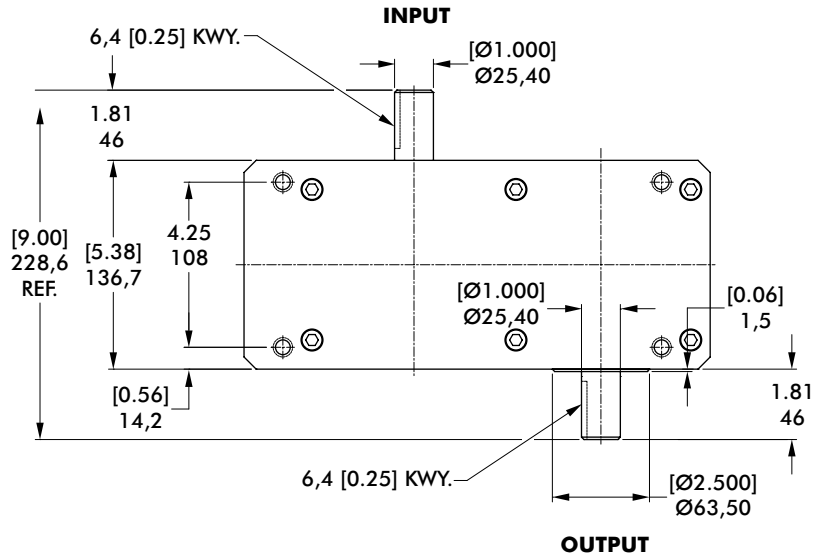 INPUT
6,4 [0.25] KWY.
[Ø1.000]
Ø25,40
1.81
46
[9.00]
228,6
REF.
[5.38]
136,7
4.25
108
[Ø1.000]
Ø25,40
[0.06]
1,5
[0.56]
14,2
1.81
46
6,4 [0.25] KWY.
[Ø2.500]
Ø63,50
OUTPUT